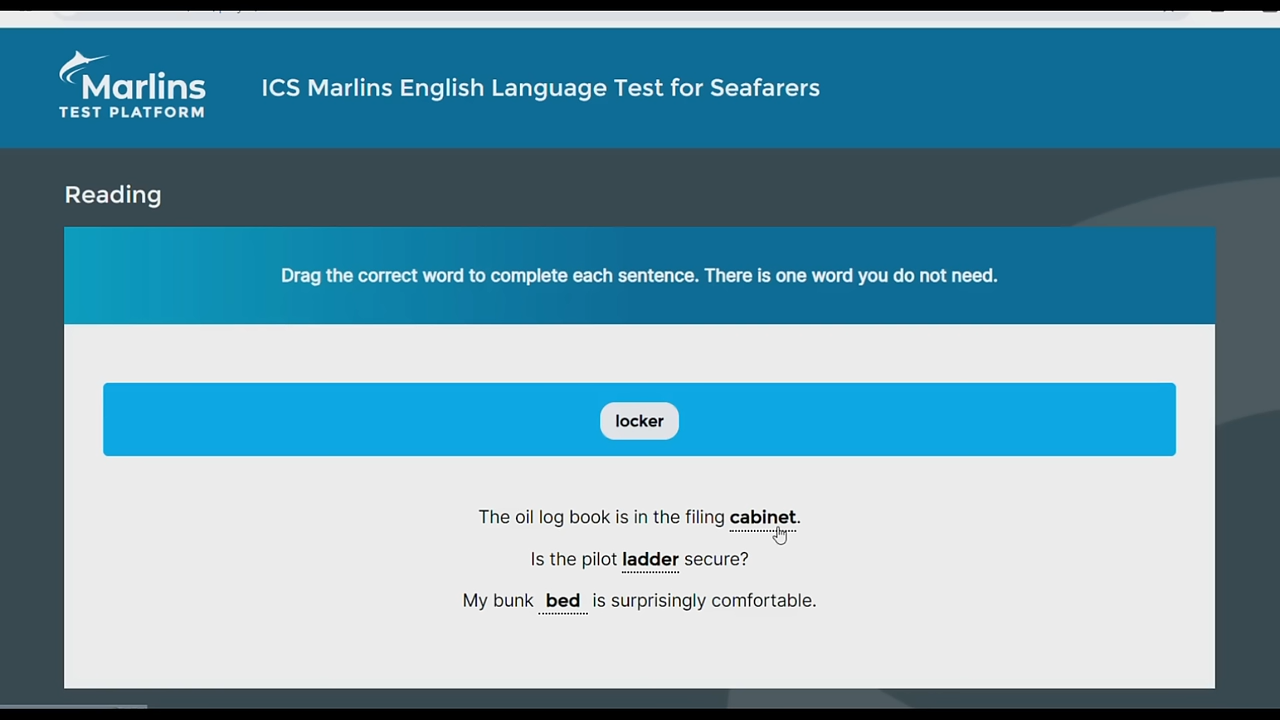 Marlins
TEST PLATFORM
ICS Marlins English Language Test for Seafarers
Reading
Drag the correct word to complete each sentence. There is one word you do not need.
locker
The oil log book is in the filing cabinet.
Is the pilot ladder secure?
My bunk bed is surprisingly comfortable.